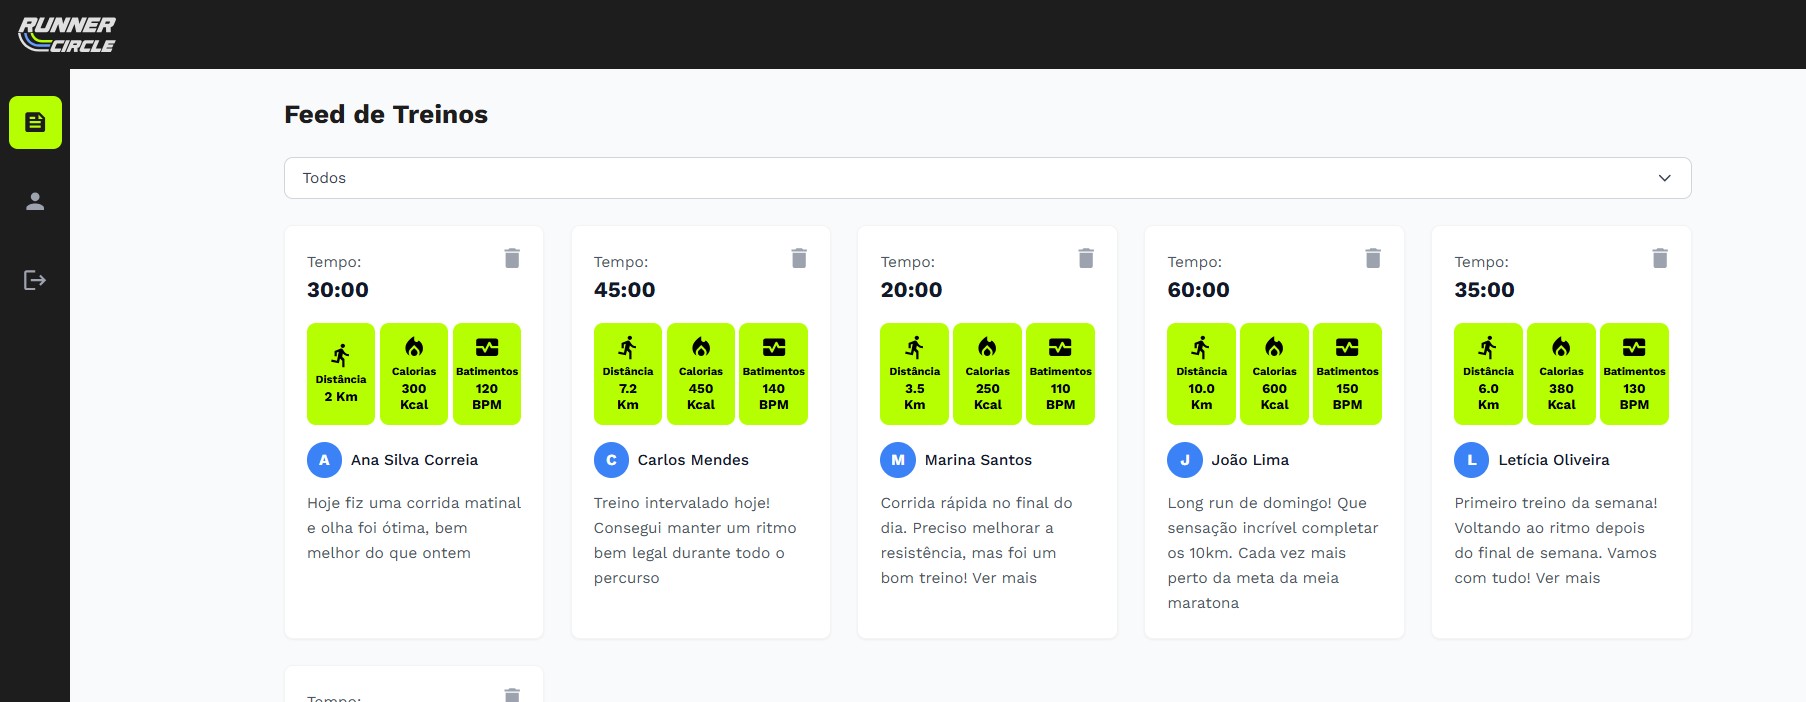 RUNNER
CIRCLE
Feed de Treinos
Todos
Tempo:
30:00
Distância
2 Km
Calorias
300
Kcal
Batimentos
120
BPM
A
Ana Silva Correia
Hoje fiz uma corrida matinal
e olha foi ótima, bem
melhor do que ontem
Tempo:
45:00
Distância
7.2
Km
Calorias
450
Kcal
Batimentos
140
BPM
C
Carlos Mendes
Treino intervalado hoje!
Consegui manter um ritmo
bem legal durante todo o
percurso
Tempo:
20:00
Distância
3.5
Km
Calorias
250
Kcal
Batimentos
110
BPM
M
Marina Santos
Corrida rápida no final do
dia. Preciso melhorar a
resistência, mas foi um
bom treino! Ver mais
Tempo:
60:00
Distância
10.0
Km
Calorias
600
Kcal
Batimentos
150
BPM
J
João Lima
Long run de domingo! Que
sensação incrível completar
os 10km. Cada vez mais
perto da meta da meia
maratona
Tempo:
35:00
Distância
6.0
Km
Calorias
380
Kcal
Batimentos
130
BPM
L
Letícia Oliveira
Primeiro treino da semana!
Voltando ao ritmo depois
do final de semana. Vamos
com tudo! Ver mais
Tempo: